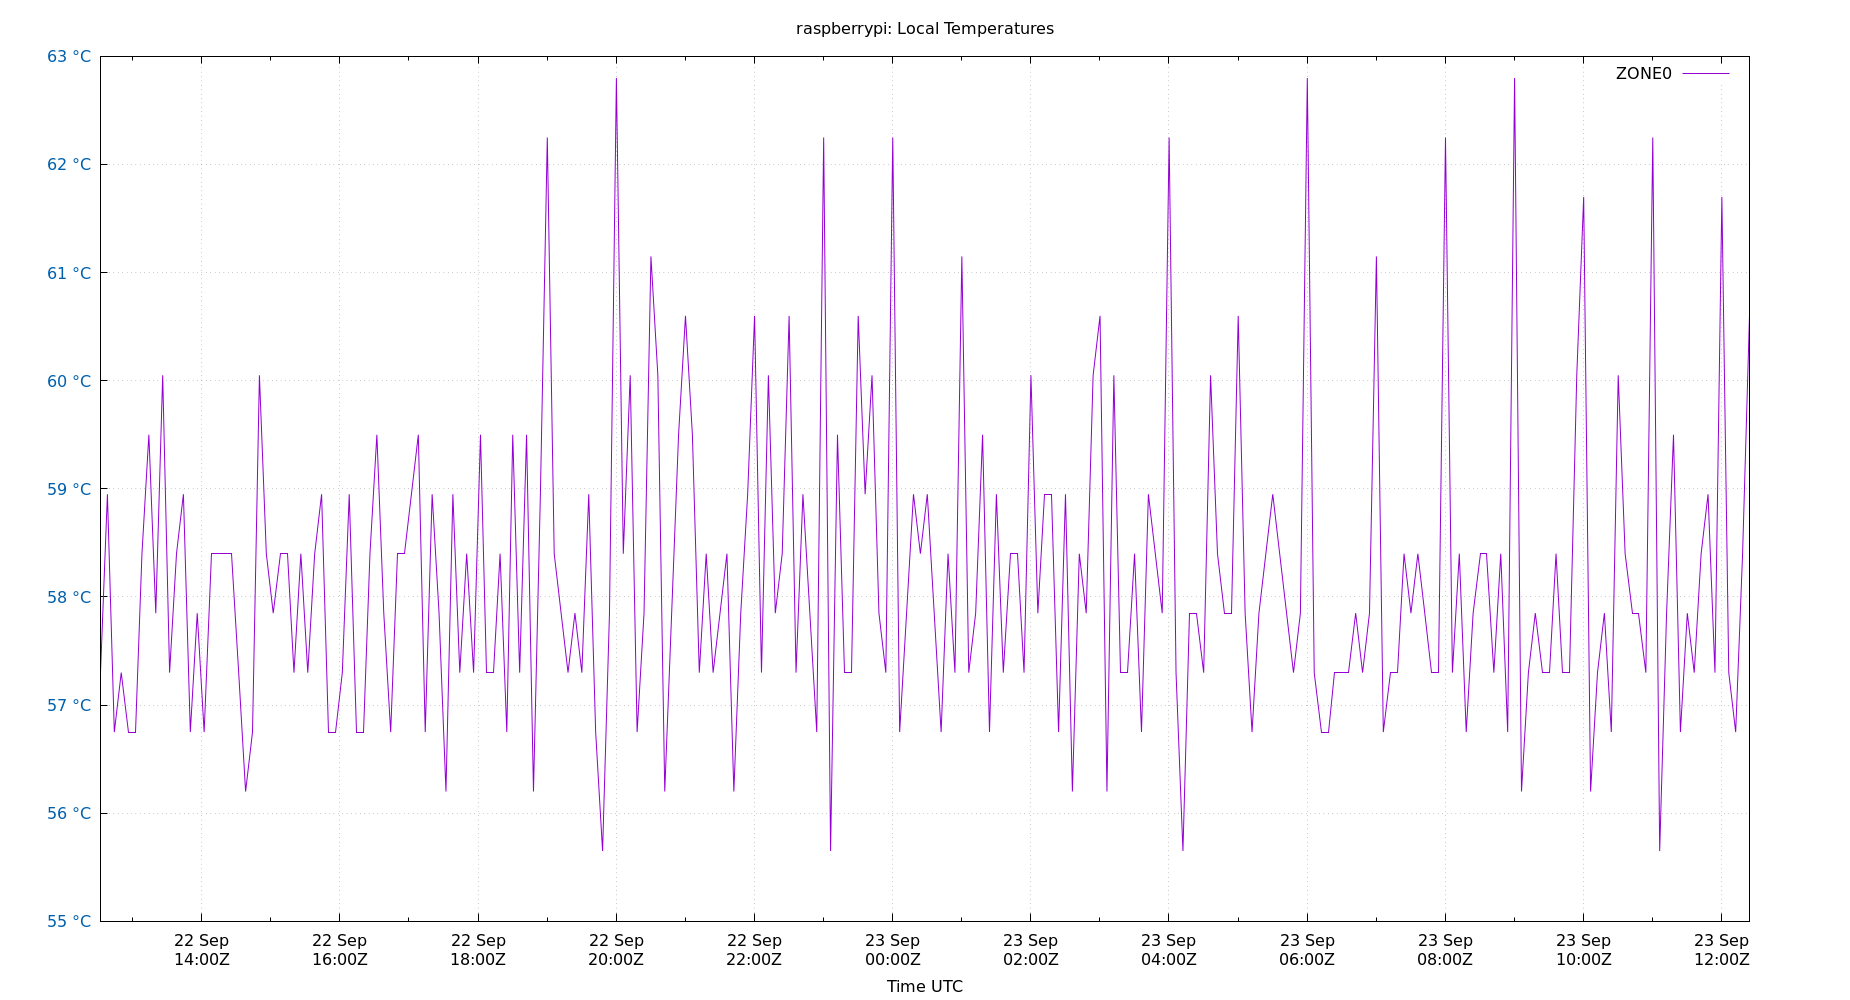 raspberrypi: Local Temperatures
63 °C
ZONE0
62 °C
61 °C
60 °C
59 °C
58 °C
57 °C
56 °C
55 °C
22 Sep 22 Sep 22 Sep 22 Sep 22 Sep 23 Sep 23 Sep 23 Sep 23 Sep 23 Sep 23 Sep 23 Sep
14:00Z 16:00Z 18:00Z 20:00Z 22:00Z 00:00Z 02:00Z 04:00Z 06:00Z 08:00Z 10:00Z 12:00Z
Time UTC